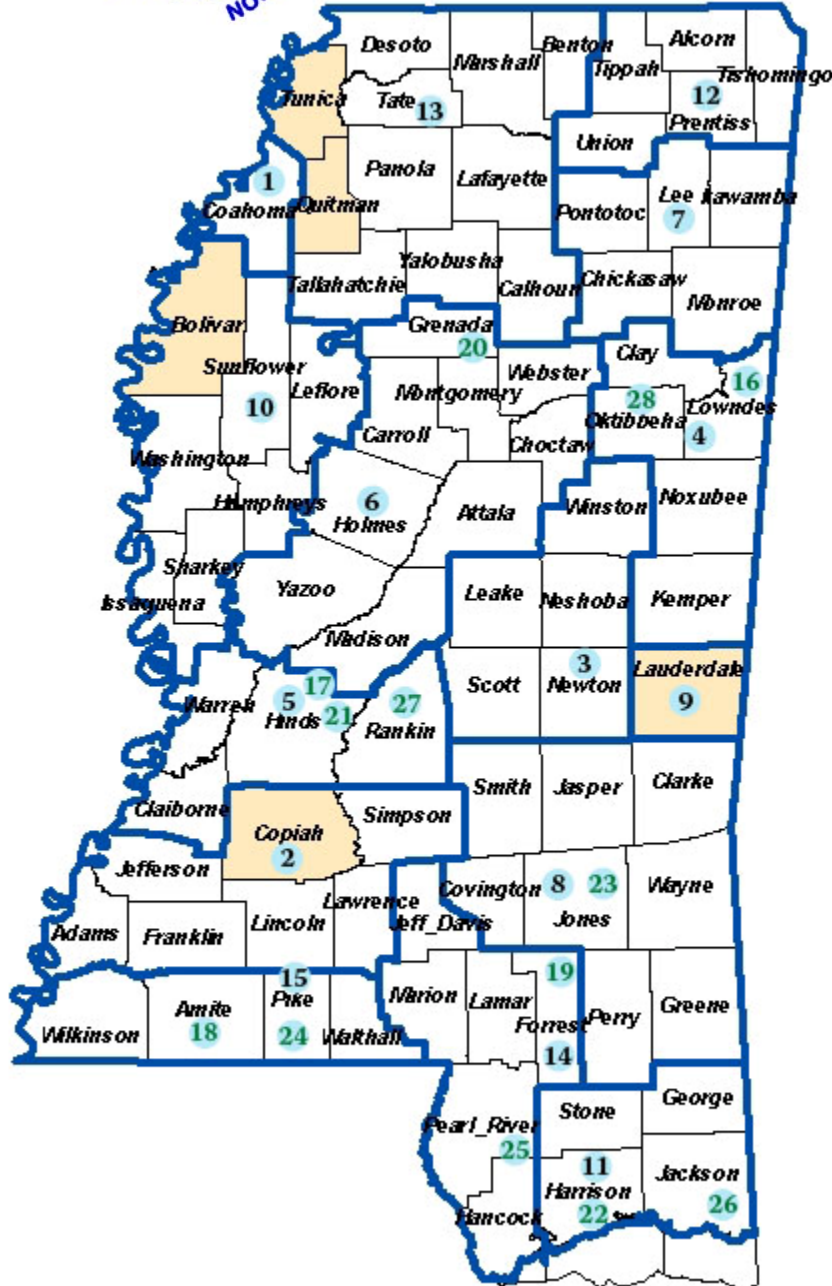 NO
Desoto
Marshall
Benton
Tippah
Alcorn
Tishomingo
Tunica
Tate 13
12
Prentiss
Union
1
Coahoma
Quitman
Panola
Lafayette
Pontotoc
Lee
7
Itawamba
Tallahatchie
Yalobusha
Calhoun
Chickasaw
Monroe
Bolivar
Sunflower
10
Leflore
Grenada
20
Webster
Clay
16
Montgomery
28
Oktibbeha
Lowndes
4
Carroll
Choctaw
Washington
Humphreys
6
Holmes
Attala
Winston
Noxubee
Sharkey
Issaquena
Yazoo
Leake
Neshoba
Kemper
Madison
3
Newton
Lauderdale
9
Scott
Warren
17
5
Hinds 21
27
Rankin
Smith
Jasper
Clarke
Claiborne
Copiah
2
Simpson
Jefferson
Covington
8 23
Jones
Wayne
Adams
Franklin
Lincoln
Lawrence
Jeff_Davis
15
Pike
24
Wilkinson
Amite
18
Walthall
Marion
Lamar
19
Forrest
14
Perry
Greene
Stone
George
Pearl_River
25
11
Harrison
22
Jackson
26
Hancock